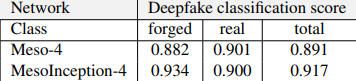 Network Deepfake classification score
Class forged real total
Meso-4 0.882 0.901 0.891
MesoInception-4 0.934 0.900 0.917